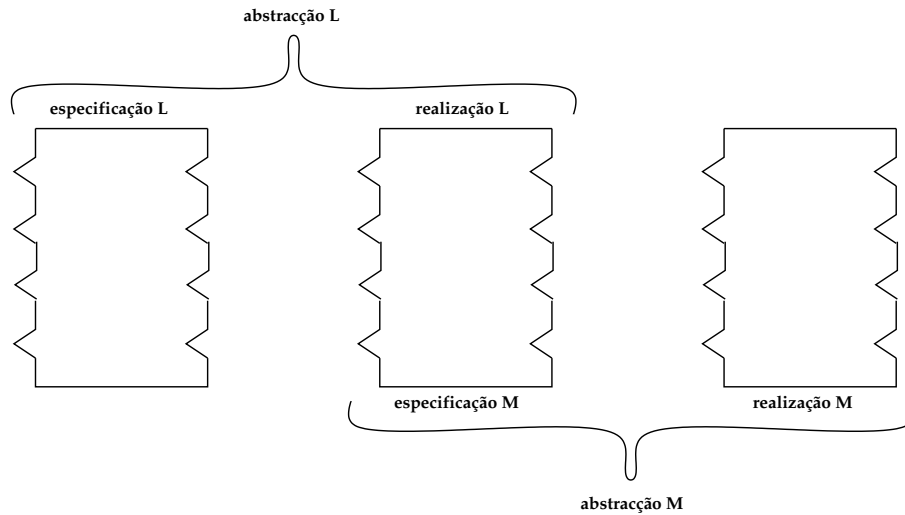 abstracção L
especificação L
realização L
especificação M
realização M
abstracção M